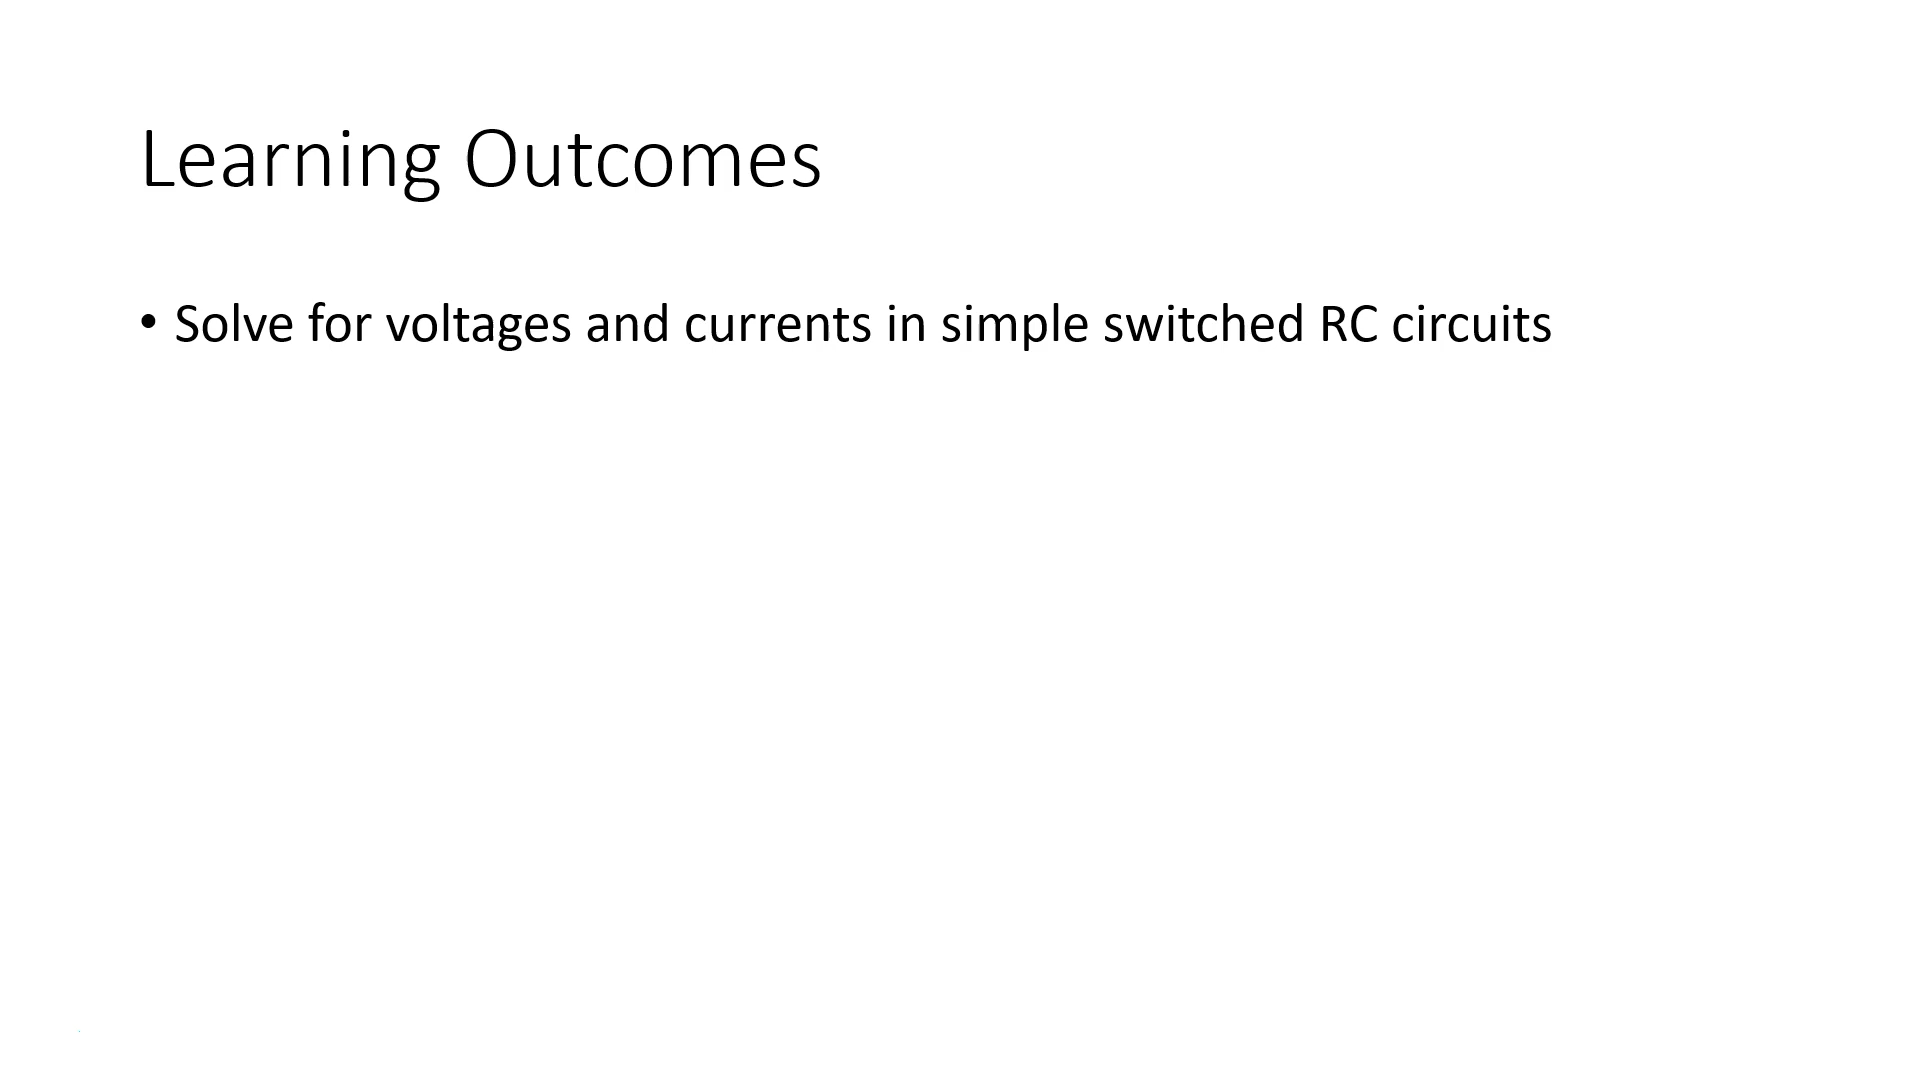 Learning Outcomes
• Solve for voltages and currents in simple switched RC circuits